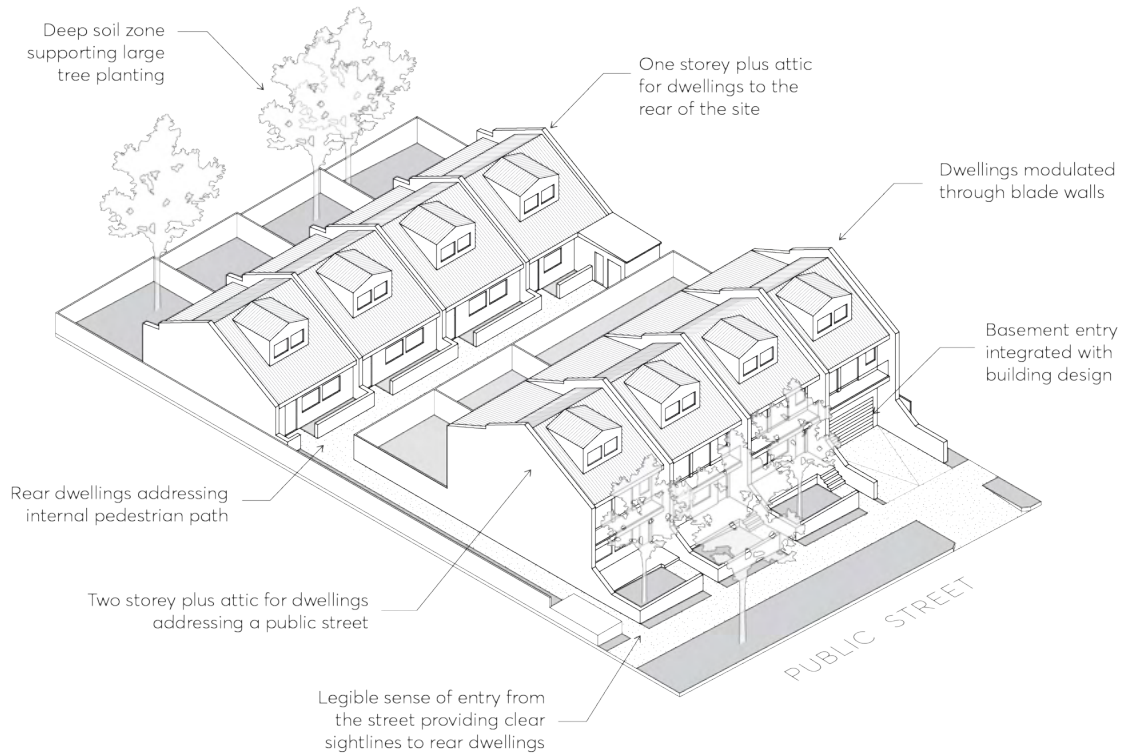 Deep soil zone
supporting large
tree planting
One storey plus attic
for dwellings to the
rear of the site
Dwellings modulated
through blade walls
Basement entry
integrated with
building design
Rear dwellings addressing
internal pedestrian path
Two storey plus attic for dwellings
addressing a public street
PUBLIC STREET
Legible sense of entry from
the street providing clear
sightlines to rear dwellings